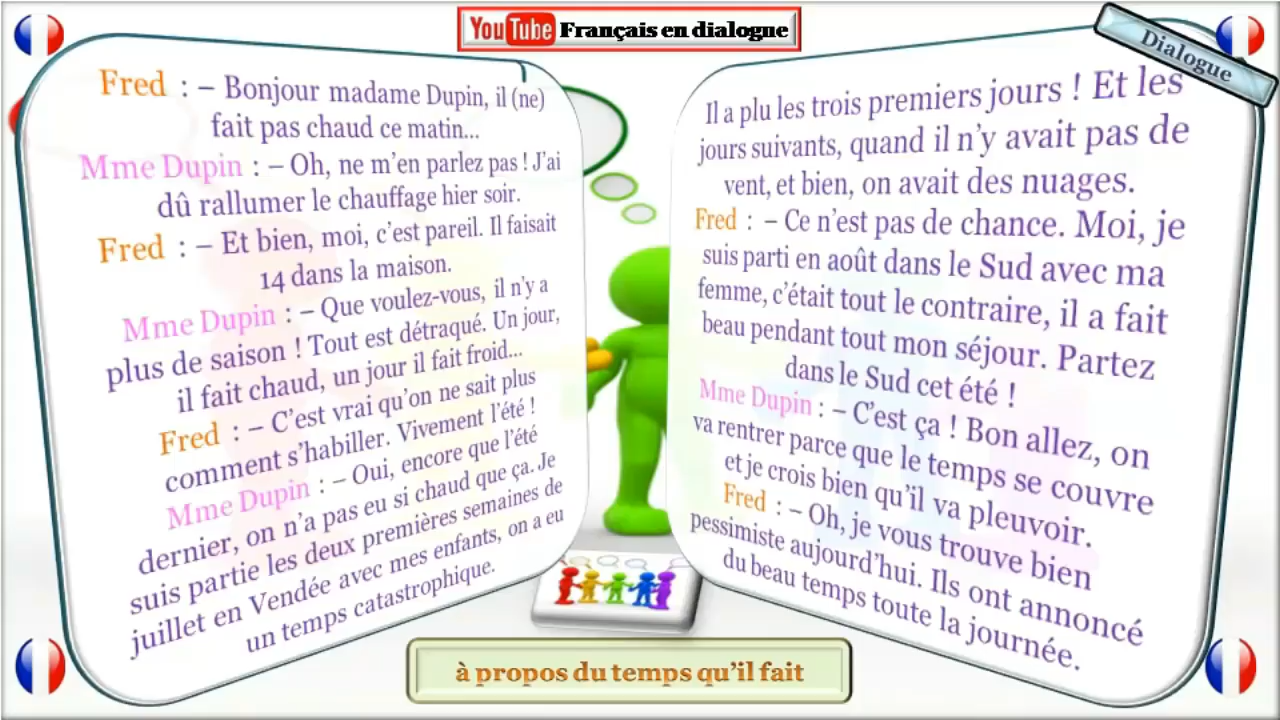 YouTube Français en dialogue
Dialogue
Fred : – Bonjour madame Dupin, il (ne)
fait pas chaud ce matin...
Mme Dupin : – Oh, ne m'en parlez pas ! J'ai
dû rallumer le chauffage hier soir.
Fred : – Et bien, moi, c'est pareil. Il faisait
14 dans la maison.
Mme Dupin : – Que voulez-vous, il n'y a
plus de saison ! Tout est détraqué. Un jour,
il fait chaud, un jour il fait froid...
Fred : – C'est vrai qu'on ne sait plus
comment s'habiller. Vivement l'été !
Mme Dupin : – Oui, encore que l'été
dernier, on n'a pas eu si chaud que ça. Je
suis partie les deux premières semaines de
juillet en Vendée avec mes enfants, on a eu
un temps catastrophique.
Il a plu les trois premiers jours ! Et les
jours suivants, quand il n'y avait pas de
vent, et bien, on avait des nuages.
Fred : – Ce n'est pas de chance. Moi, je
suis parti en août dans le Sud avec ma
femme, c'était tout le contraire, il a fait
beau pendant tout mon séjour. Partez
dans le Sud cet été !
Mme Dupin : – C'est ça ! Bon allez, on
va rentrer parce que le temps se couvre
et je crois bien qu'il va pleuvoir.
Fred : – Oh, je vous trouve bien
pessimiste aujourd'hui. Ils ont annoncé
du beau temps toute la journée.
à propos du temps qu'il fait